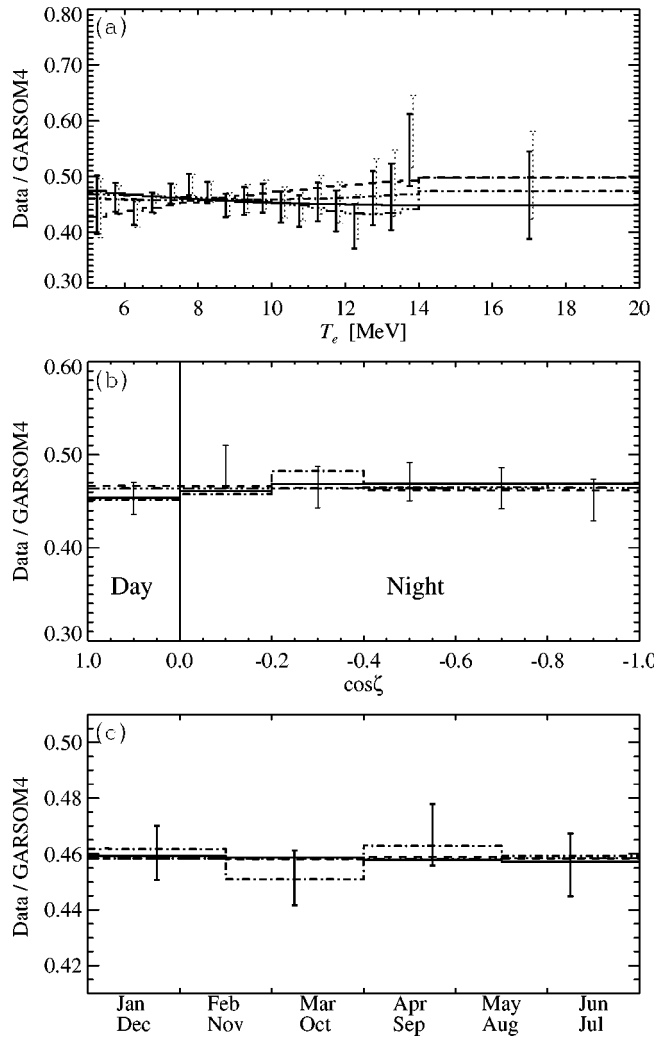 0.80
(a)
0.70
0.60
0.50
0.40
0.30
Data / GARSOM4
6 8 10 12 14 16 18 20
Te [MeV]
0.60
(b)
0.50
0.40
0.30
Data / GARSOM4
Day
Night
1.0 0.0 -0.2 -0.4 -0.6 -0.8 -1.0
cosζ
0.50
(c)
0.48
0.46
0.44
0.42
Data / GARSOM4
Jan Feb Mar Apr May Jun
Dec Nov Oct Sep Aug Jul